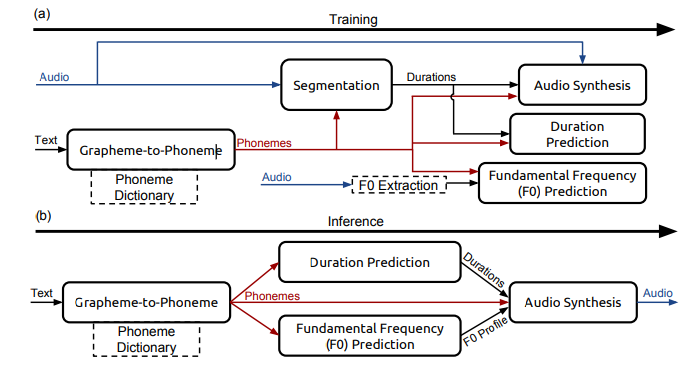 (a)
Training
Audio
Segmentation
Durations
Audio Synthesis
Text
Grapheme-to-Phoneme
Phonemes
Duration
Prediction
Phoneme
Dictionary
Audio
F0 Extraction
Fundamental Frequency
(F0) Prediction
(b)
Inference
Duration Prediction
Durations
Text
Grapheme-to-Phoneme
Phonemes
Audio Synthesis
Audio
Phoneme
Dictionary
Fundamental Frequency
(F0) Prediction
F0 Profile